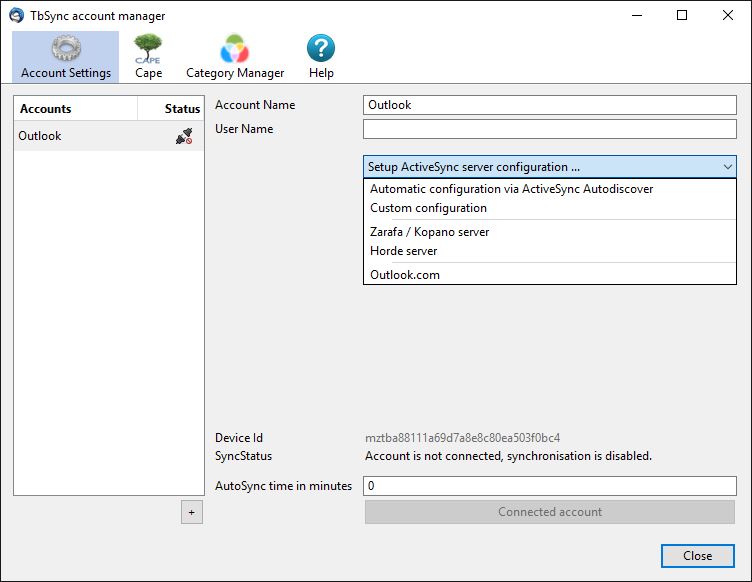 TbSync account manager
Account Settings
CAPE
Cape
Category Manager
?
Help
Accounts Status
Outlook
Account Name Outlook
User Name
Setup ActiveSync server configuration ...
Automatic configuration via ActiveSync Autodiscover
Custom configuration
Zarafa / Kopano server
Horde server
Outlook.com
Device Id mztba88111a69d7a8e8c80ea503f0bc4
SyncStatus Account is not connected, synchronisation is disabled.
AutoSync time in minutes 0
+
Connected account
Close